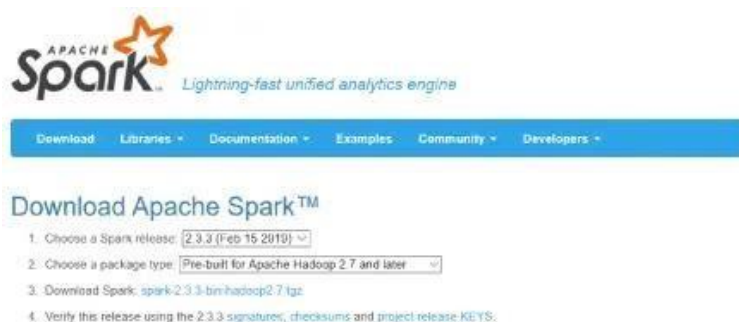 APACHE
Spark™ Lightning-fast unified analytics engine
Download Libraries Documentation Examples Community Developers
Download Apache Spark™
1. Choose a Spark release: 2.3.3 (Feb 15 2019)
2. Choose a package type: Pre-built for Apache Hadoop 2.7 and later
3. Download Spark: spark-2.3.3-bin-hadoop2.7.tgz
4. Verify this release using the 2.3.3 signatures, checksums and project release KEYS.